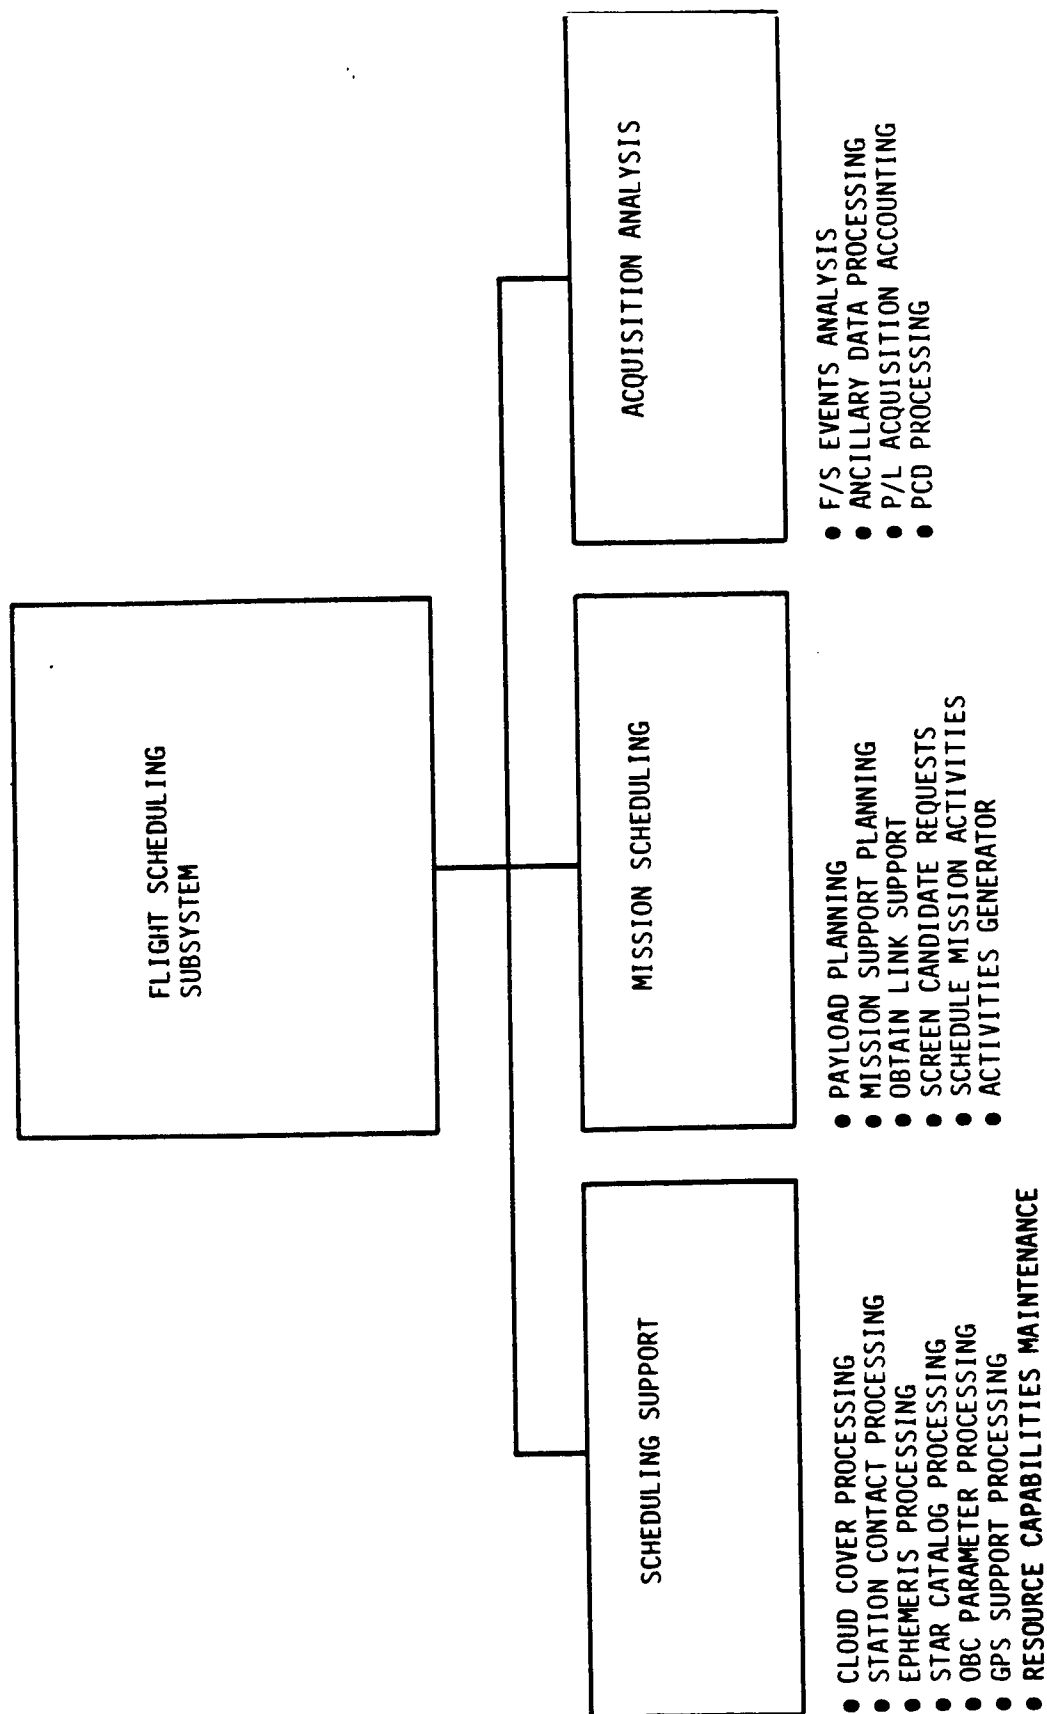 FLIGHT SCHEDULING
SUBSYSTEM
SCHEDULING SUPPORT
● CLOUD COVER PROCESSING
● STATION CONTACT PROCESSING
● EPHEMERIS PROCESSING
● STAR CATALOG PROCESSING
● OBC PARAMETER PROCESSING
● GPS SUPPORT PROCESSING
● RESOURCE CAPABILITIES MAINTENANCE
MISSION SCHEDULING
● PAYLOAD PLANNING
● MISSION SUPPORT PLANNING
● OBTAIN LINK SUPPORT
● SCREEN CANDIDATE REQUESTS
● SCHEDULE MISSION ACTIVITIES
● ACTIVITIES GENERATOR
ACQUISITION ANALYSIS
● F/S EVENTS ANALYSIS
● ANCILLARY DATA PROCESSING
● P/L ACQUISITION ACCOUNTING
● PCD PROCESSING